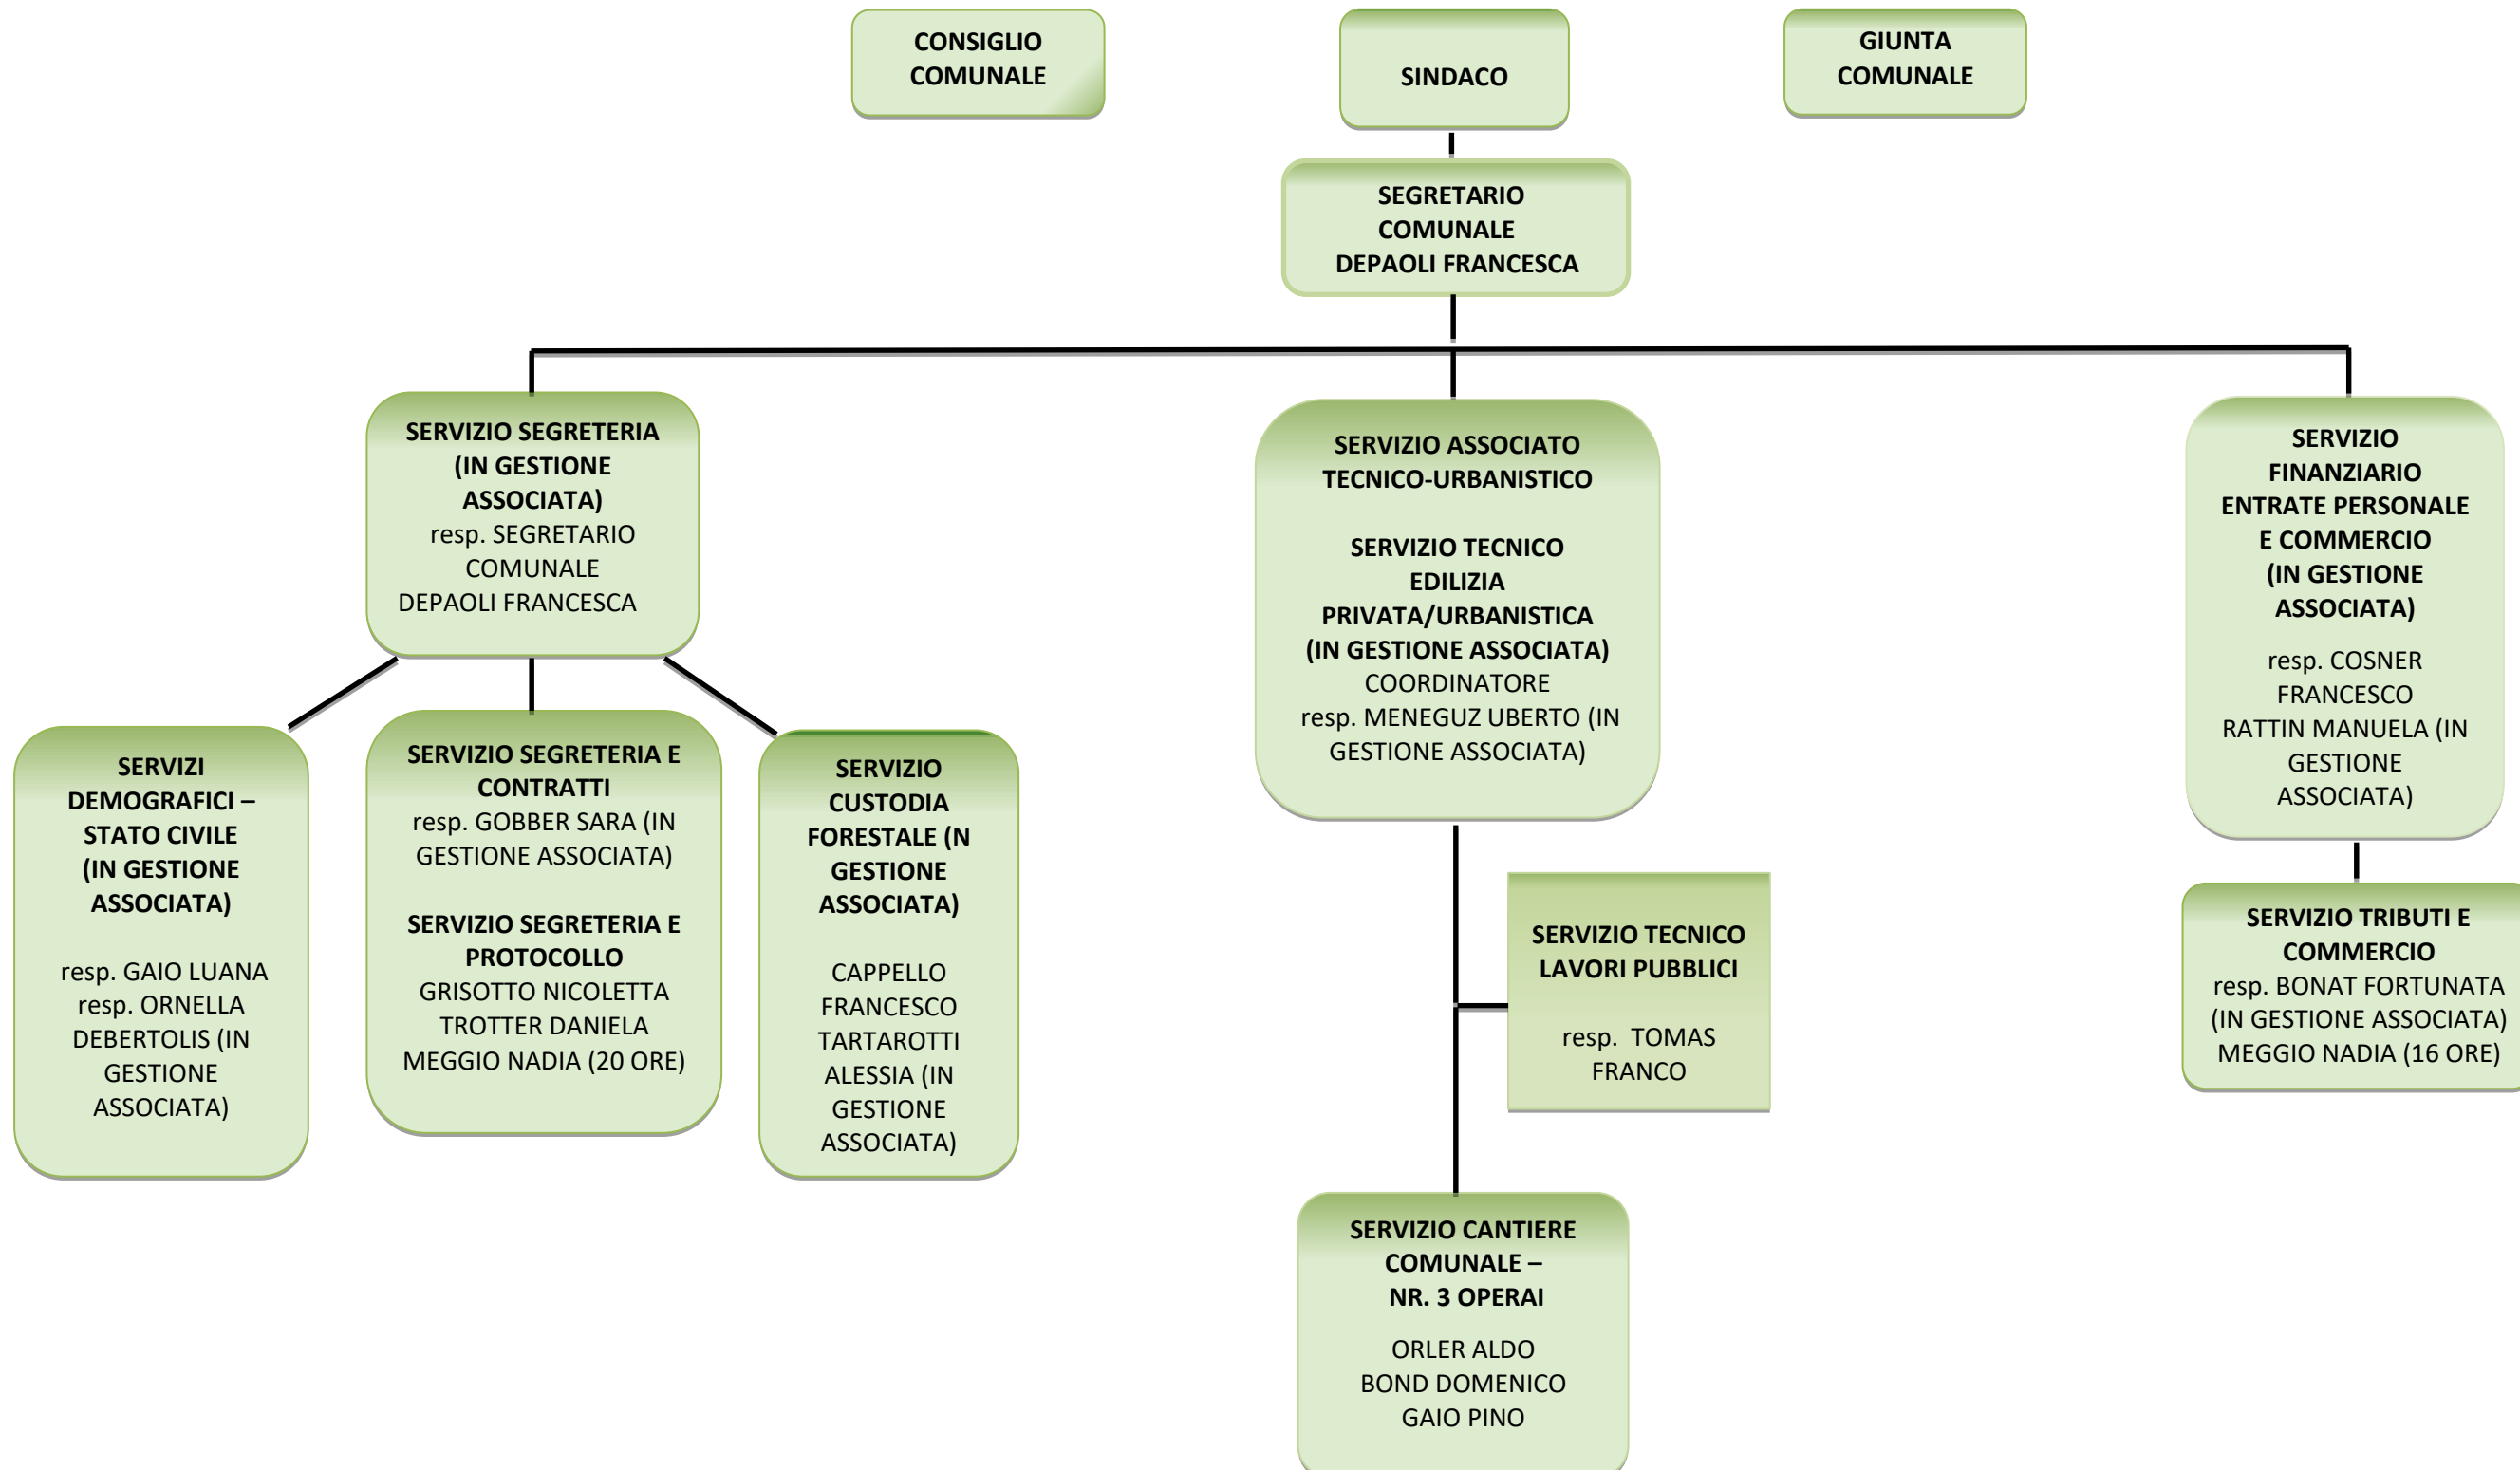 CONSIGLIO
COMUNALE
SINDACO
GIUNTA
COMUNALE
SEGRETARIO
COMUNALE
DEPAOLI FRANCESCA
SERVIZIO SEGRETERIA
(IN GESTIONE
ASSOCIATA)
resp. SEGRETARIO
COMUNALE
DEPAOLI FRANCESCA
SERVIZIO ASSOCIATO
TECNICO-URBANISTICO
SERVIZIO TECNICO
EDILIZIA
PRIVATA/URBANISTICA
(IN GESTIONE ASSOCIATA)
COORDINATORE
resp. MENEGUZ UBERTO (IN
GESTIONE ASSOCIATA)
SERVIZIO
FINANZIARIO
ENTRATE PERSONALE
E COMMERCIO
(IN GESTIONE
ASSOCIATA)
resp. COSNER
FRANCESCO
RATTIN MANUELA (IN
GESTIONE
ASSOCIATA)
SERVIZI
DEMOGRAFICI –
STATO CIVILE
(IN GESTIONE
ASSOCIATA)
resp. GAIO LUANA
resp. ORNELLA
DEBERTOLIS (IN
GESTIONE
ASSOCIATA)
SERVIZIO SEGRETERIA E
CONTRATTI
resp. GOBBER SARA (IN
GESTIONE ASSOCIATA)
SERVIZIO SEGRETERIA E
PROTOCOLLO
GRISOTTO NICOLETTA
TROTTER DANIELA
MEGGIO NADIA (20 ORE)
SERVIZIO
CUSTODIA
FORESTALE (N
GESTIONE
ASSOCIATA)
CAPPELLO
FRANCESCO
TARTAROTTI
ALESSIA (IN
GESTIONE
ASSOCIATA)
SERVIZIO TECNICO
LAVORI PUBBLICI
resp. TOMAS
FRANCO
SERVIZIO TRIBUTI E
COMMERCIO
resp. BONAT FORTUNATA
(IN GESTIONE ASSOCIATA)
MEGGIO NADIA (16 ORE)
SERVIZIO CANTIERE
COMUNALE –
NR. 3 OPERAI
ORLER ALDO
BOND DOMENICO
GAIO PINO